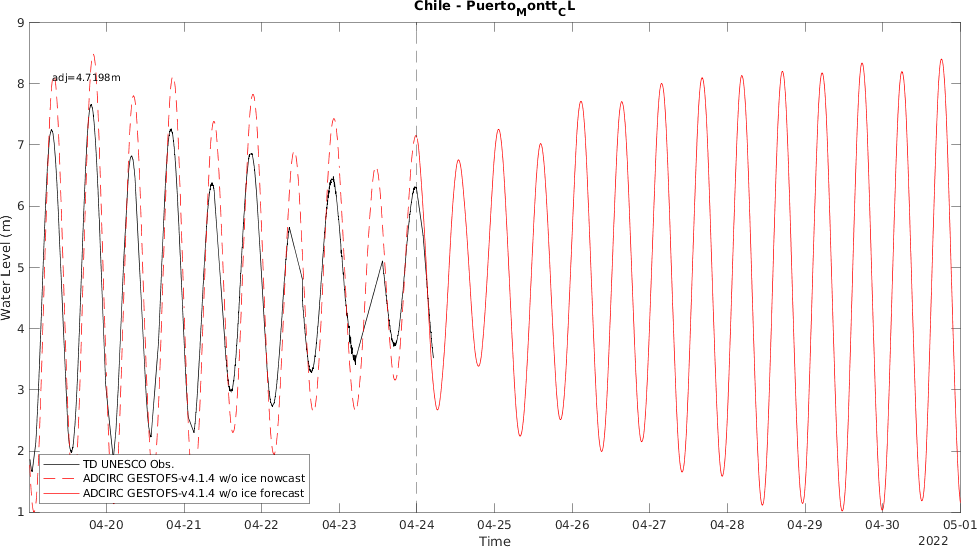 Chile - Puerto_Montt_CL
9
adj=4.7198m
8
7
6
5
4
3
2
1
Water Level (m)
TD UNESCO Obs.
ADCIRC GESTOFS-v4.1.4 w/o ice nowcast
ADCIRC GESTOFS-v4.1.4 w/o ice forecast
04-20 04-21 04-22 04-23 04-24 04-25 04-26 04-27 04-28 04-29 04-30 05-01
Time
2022